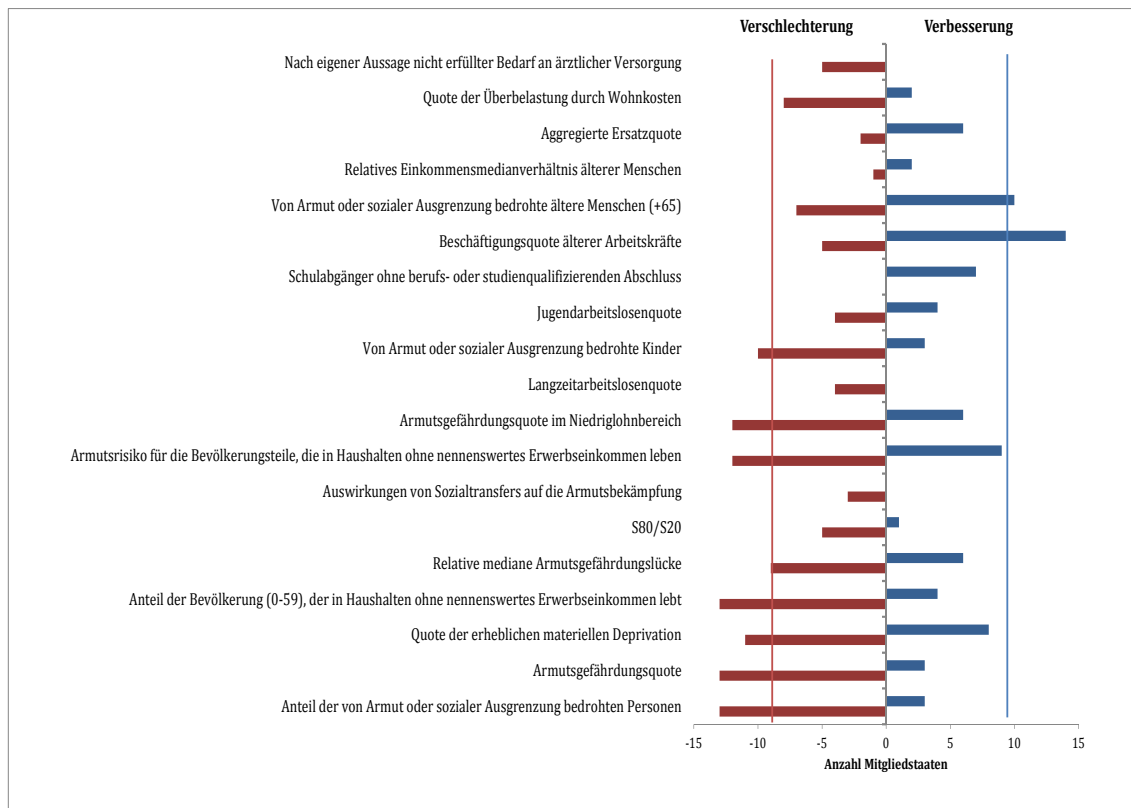 Verschlechterung Verbesserung
Nach eigener Aussage nicht erfüllter Bedarf an ärztlicher Versorgung
Quote der Überbelastung durch Wohnkosten
Aggregierte Ersatzquote
Relatives Einkommensmedianverhältnis älterer Menschen
Von Armut oder sozialer Ausgrenzung bedrohte ältere Menschen (+65)
Beschäftigungsquote älterer Arbeitskräfte
Schulabgänger ohne berufs- oder studienqualifizierenden Abschluss
Jugendarbeitslosenquote
Von Armut oder sozialer Ausgrenzung bedrohte Kinder
Langzeitarbeitslosenquote
Armutsgefährdungsquote im Niedriglohnbereich
Armutsrisiko für die Bevölkerungsteile, die in Haushalten ohne nennenswertes Erwerbseinkommen leben
Auswirkungen von Sozialtransfers auf die Armutsbekämpfung
S80/S20
Relative mediane Armutsgefährdungslücke
Anteil der Bevölkerung (0-59), der in Haushalten ohne nennenswertes Erwerbseinkommen lebt
Quote der erheblichen materiellen Deprivation
Armutsgefährdungsquote
Anteil der von Armut oder sozialer Ausgrenzung bedrohten Personen
-15 -10 -5 0 5 10 15
Anzahl Mitgliedstaaten